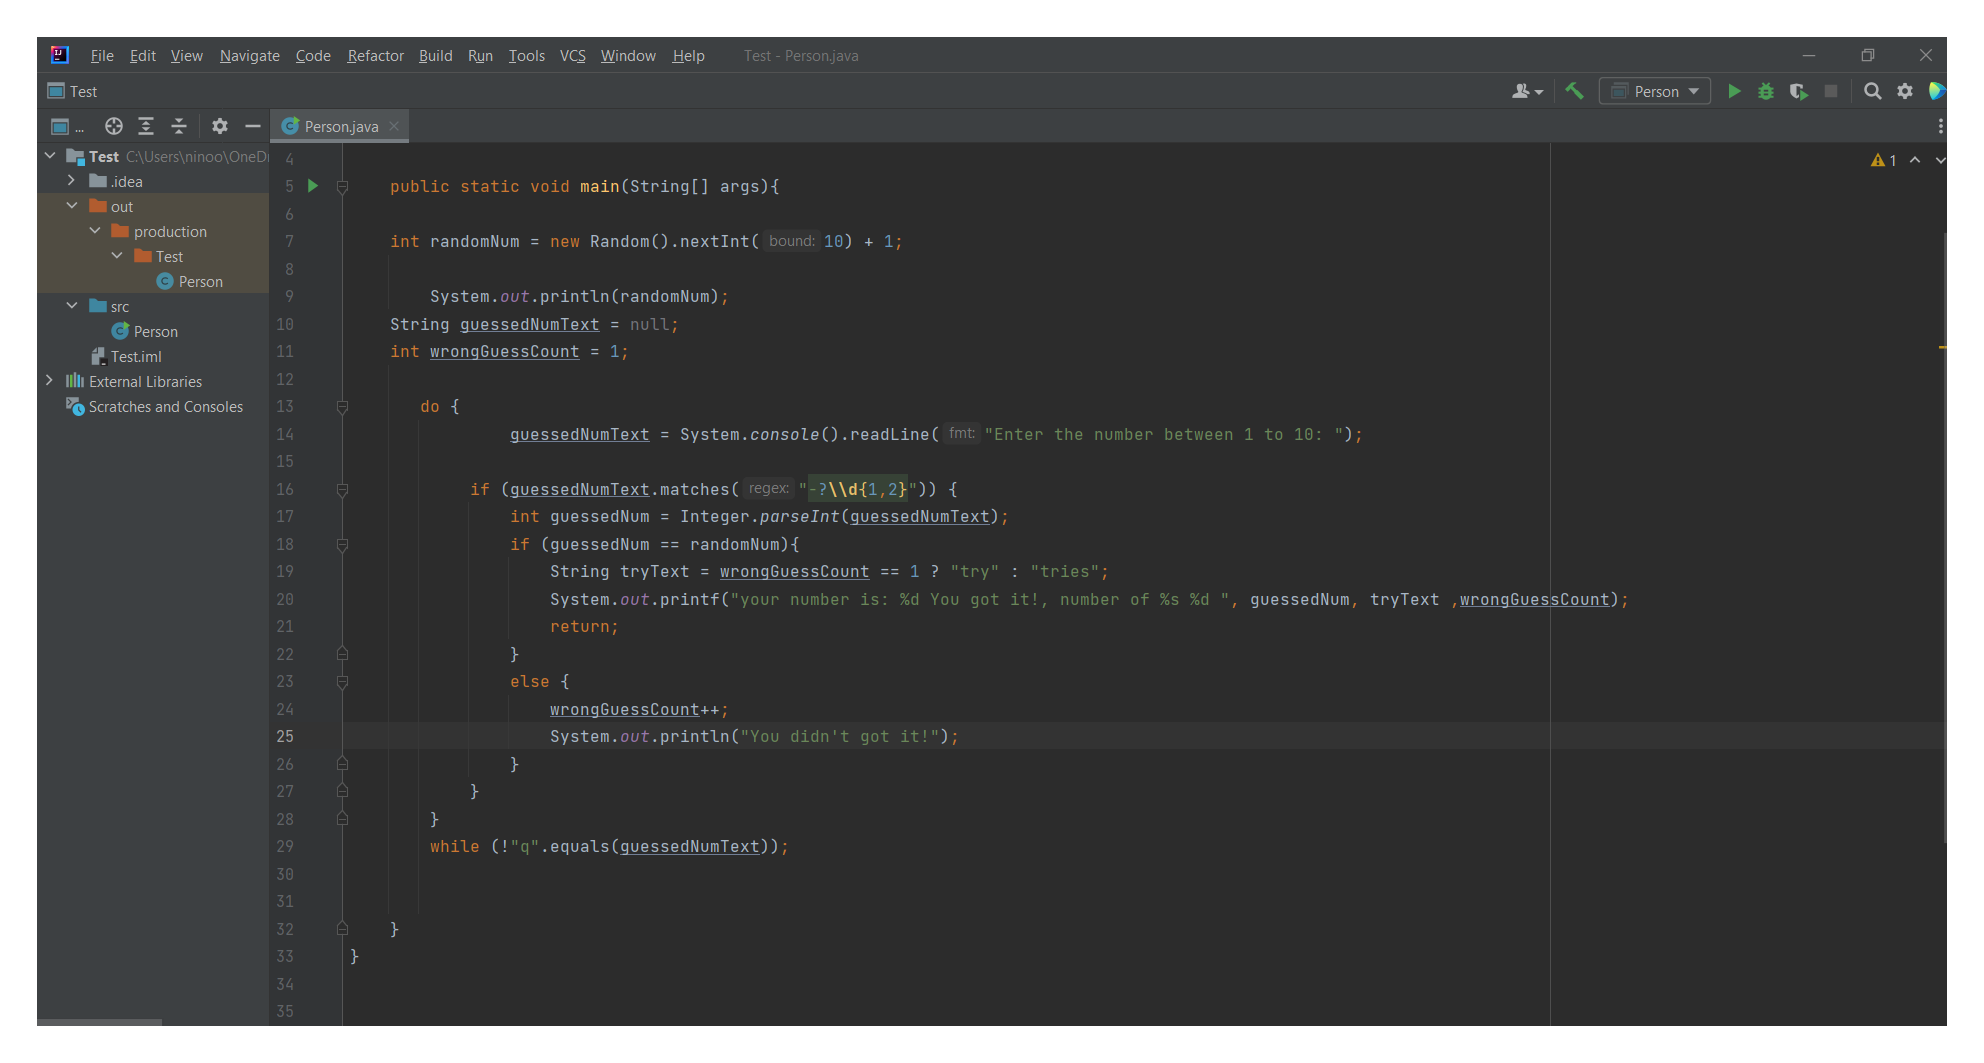 File Edit View Navigate Code Refactor Build Run Tools VCS Window Help Test - Person.java
Test Person
... Person.java
Test C:\Users\ninoo\OneD
.idea
out
production
Test
Person
src
Person
Test.iml
External Libraries
Scratches and Consoles
4
5 public static void main(String[] args){
6
7 int randomNum = new Random().nextInt( bound: 10) + 1;
8
9 System.out.println(randomNum);
10 String guessedNumText = null;
11 int wrongGuessCount = 1;
12
13 do {
14 guessedNumText = System.console().readLine( fmt: "Enter the number between 1 to 10: ");
15
16 if (guessedNumText.matches( regex: "-?\\d{1,2}")) {
17 int guessedNum = Integer.parseInt(guessedNumText);
18 if (guessedNum == randomNum){
19 String tryText = wrongGuessCount == 1 ? "try" : "tries";
20 System.out.printf("your number is: %d You got it!, number of %s %d ", guessedNum, tryText ,wrongGuessCount);
21 return;
22 }
23 else {
24 wrongGuessCount++;
25 System.out.println("You didn't got it!");
26 }
27 }
28 }
29 while (!"q".equals(guessedNumText));
30
31
32 }
33 }
34
35
1